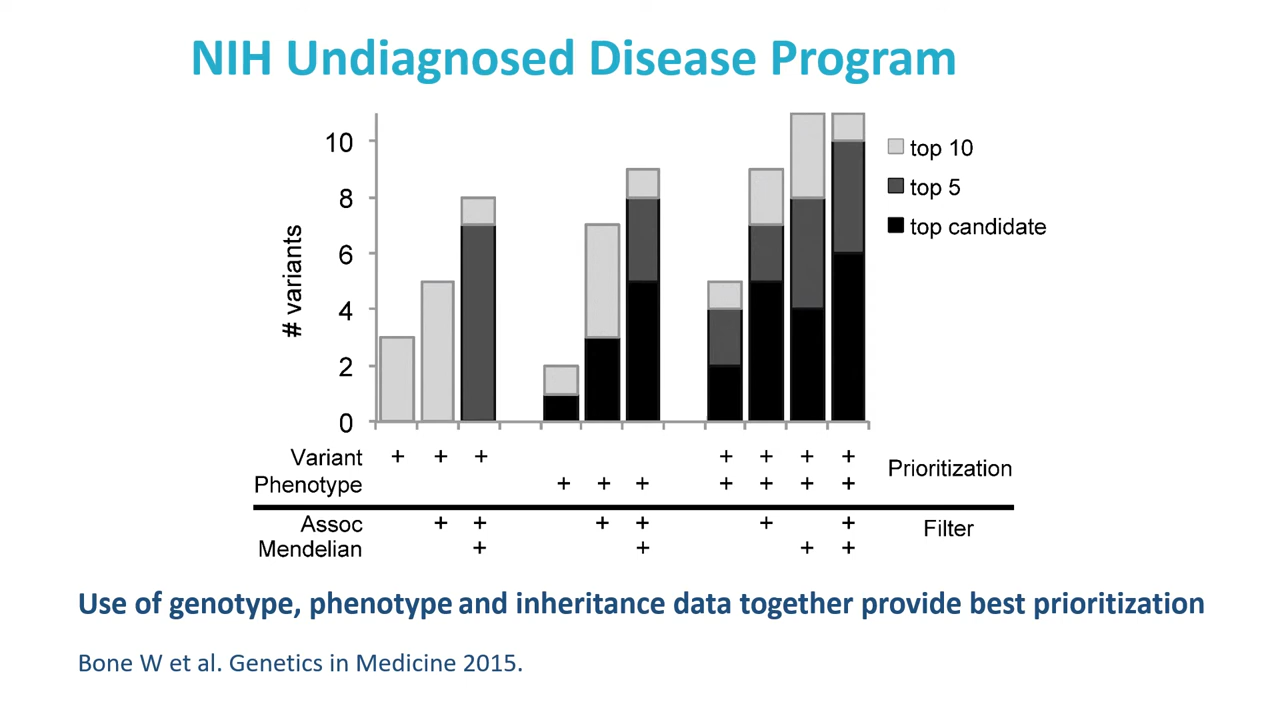 NIH Undiagnosed Disease Program
# variants
10
8
6
4
2
0
top 10
top 5
top candidate
Variant + + + + + + +
Phenotype + + + + + + +
Prioritization
Assoc + + + + + +
Mendelian + + + +
Filter
Use of genotype, phenotype and inheritance data together provide best prioritization
Bone W et al. Genetics in Medicine 2015.